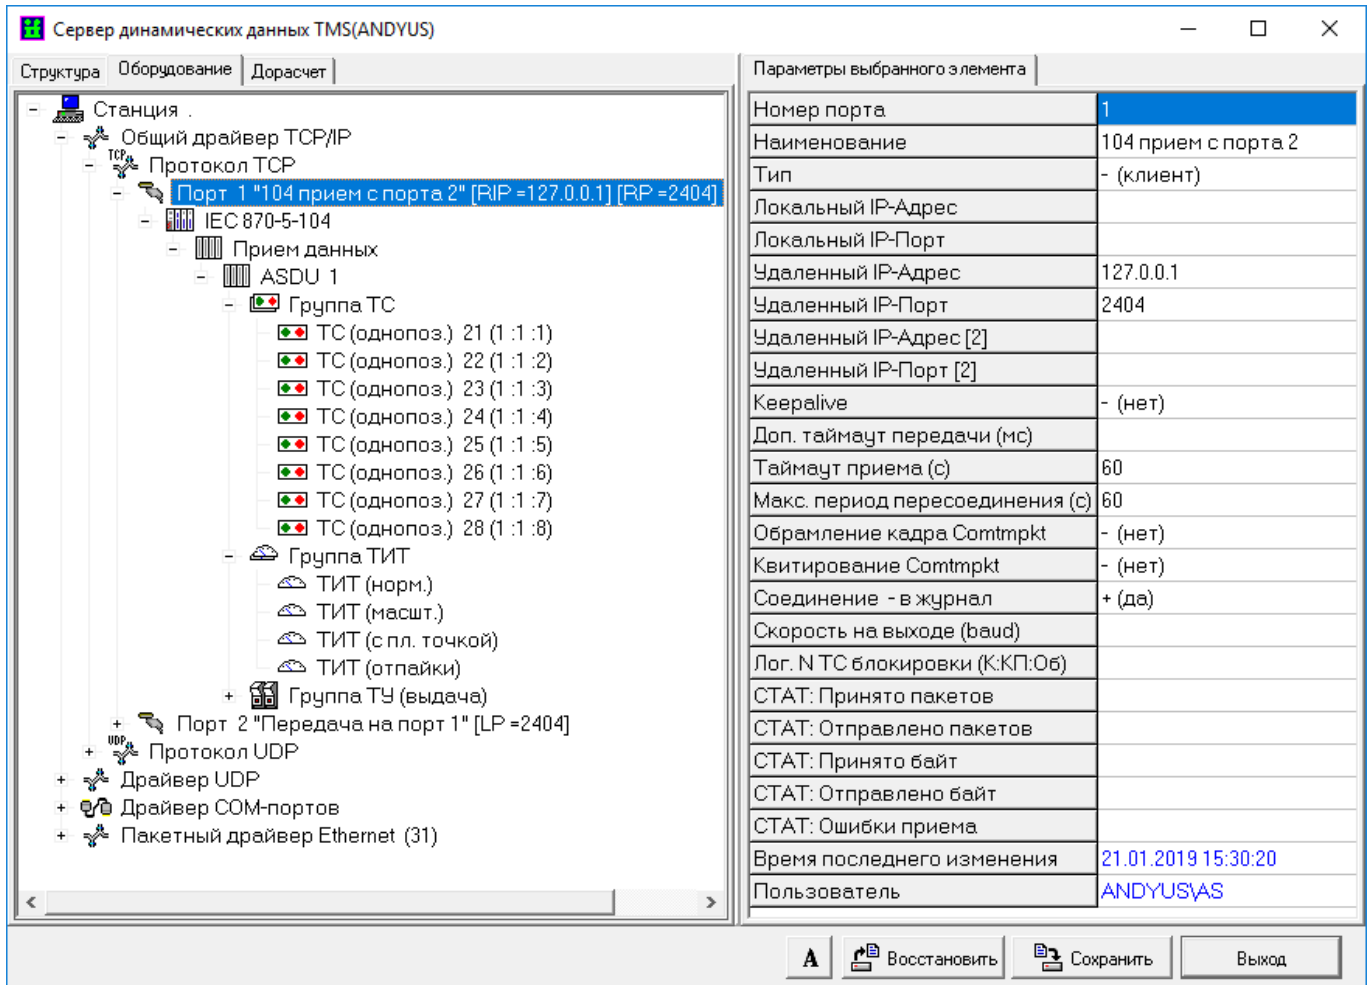 Сервер динамических данных TMS(ANDYUS)
Структура Оборудование Дорасчет
Станция .
Общий драйвер TCP/IP
TCP Протокол TCP
Порт 1 "104 прием с порта 2" [RIP =127.0.0.1] [RP =2404]
IEC 870-5-104
Прием данных
ASDU 1
Группа ТС
ТС (однопоз.) 21 (1 :1 :1)
ТС (однопоз.) 22 (1 :1 :2)
ТС (однопоз.) 23 (1 :1 :3)
ТС (однопоз.) 24 (1 :1 :4)
ТС (однопоз.) 25 (1 :1 :5)
ТС (однопоз.) 26 (1 :1 :6)
ТС (однопоз.) 27 (1 :1 :7)
ТС (однопоз.) 28 (1 :1 :8)
Группа ТИТ
ТИТ (норм.)
ТИТ (масшт.)
ТИТ (с пл. точкой)
ТИТ (отпайки)
Группа ТУ (выдача)
Порт 2 "Передача на порт 1" [LP =2404]
UDP Протокол UDP
Драйвер UDP
Драйвер COM-портов
Пакетный драйвер Ethernet (31)
Параметры выбранного элемента
Номер порта 1
Наименование 104 прием с порта 2
Тип - (клиент)
Локальный IP-Адрес
Локальный IP-Порт
Удаленный IP-Адрес 127.0.0.1
Удаленный IP-Порт 2404
Удаленный IP-Адрес [2]
Удаленный IP-Порт [2]
Keepalive - (нет)
Доп. таймаут передачи (мс)
Таймаут приема (с) 60
Макс. период пересоединения (с) 60
Обрамление кадра Comtmpkt - (нет)
Квитирование Comtmpkt - (нет)
Соединение - в журнал + (да)
Скорость на выходе (baud)
Лог. N ТС блокировки (К:КП:Об)
СТАТ: Принято пакетов
СТАТ: Отправлено пакетов
СТАТ: Принято байт
СТАТ: Отправлено байт
СТАТ: Ошибки приема
Время последнего изменения 21.01.2019 15:30:20
Пользователь ANDYUS\AS
A Восстановить Сохранить Выход